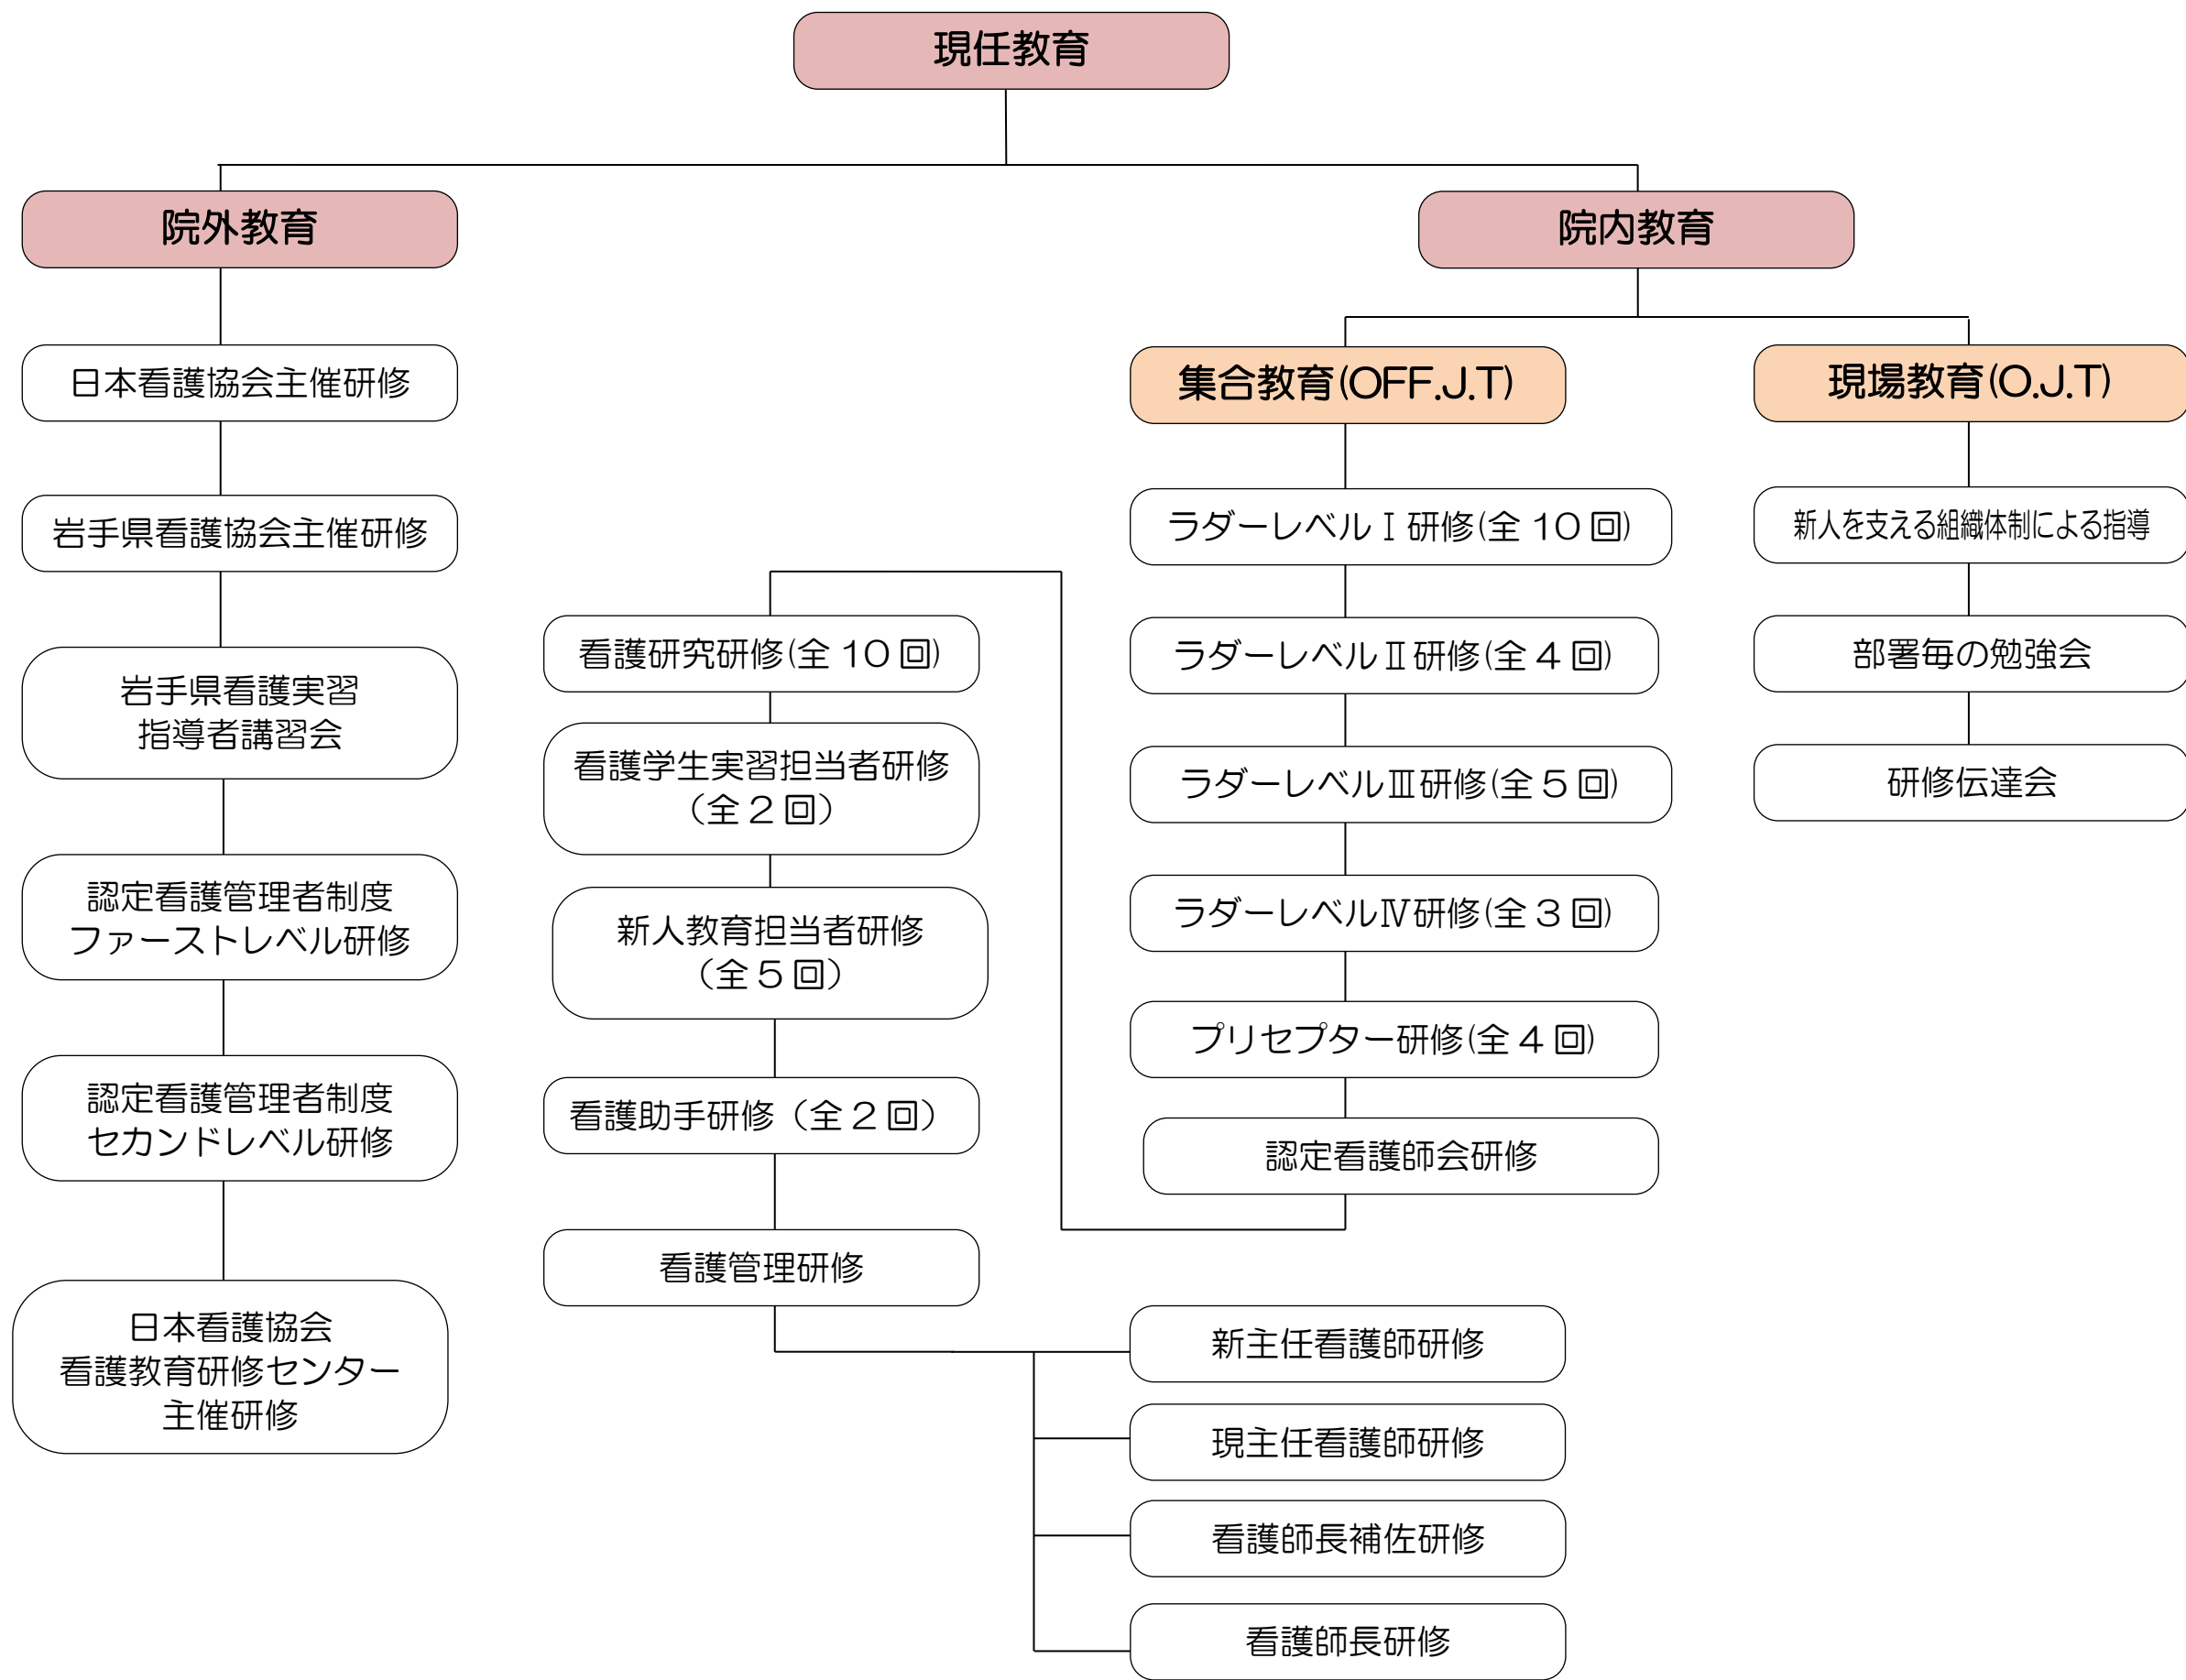 現任教育
院外教育
院内教育
日本看護協会主催研修
岩手県看護協会主催研修
岩手県看護実習
指導者講習会
認定看護管理者制度
ファーストレベル研修
認定看護管理者制度
セカンドレベル研修
日本看護協会
看護教育研修センター
主催研修
集合教育(OFF.J.T)
ラダーレベルⅠ研修(全 10 回)
ラダーレベルⅡ研修(全 4 回)
ラダーレベルⅢ研修(全 5 回)
ラダーレベルⅣ研修(全 3 回)
プリセプター研修(全 4 回)
認定看護師会研修
看護研究研修(全 10 回)
看護学生実習担当者研修
（全 2 回）
新人教育担当者研修
（全 5 回）
看護助手研修（全 2 回）
看護管理研修
新主任看護師研修
現主任看護師研修
看護師長補佐研修
看護師長研修
現場教育(O.J.T)
新人を支える組織体制による指導
部署毎の勉強会
研修伝達会